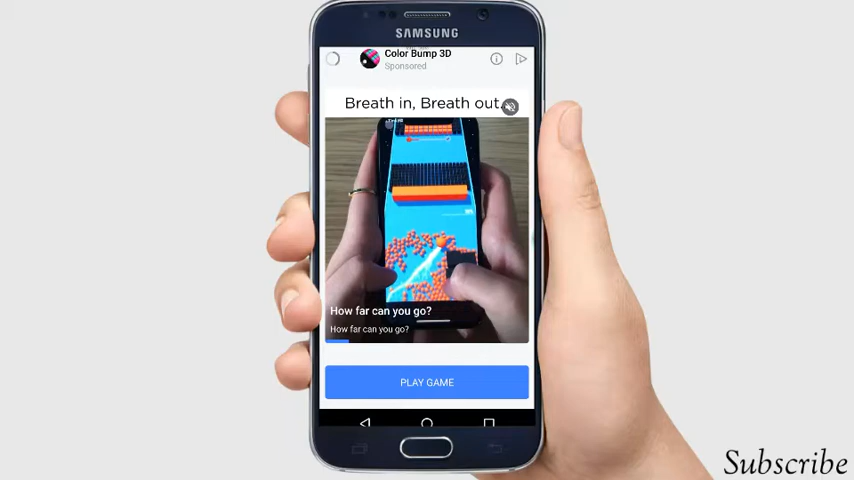 SAMSUNG
Color Bump 3D
Sponsored
Breath in, Breath out.
How far can you go?
How far can you go?
PLAY GAME
Subscribe